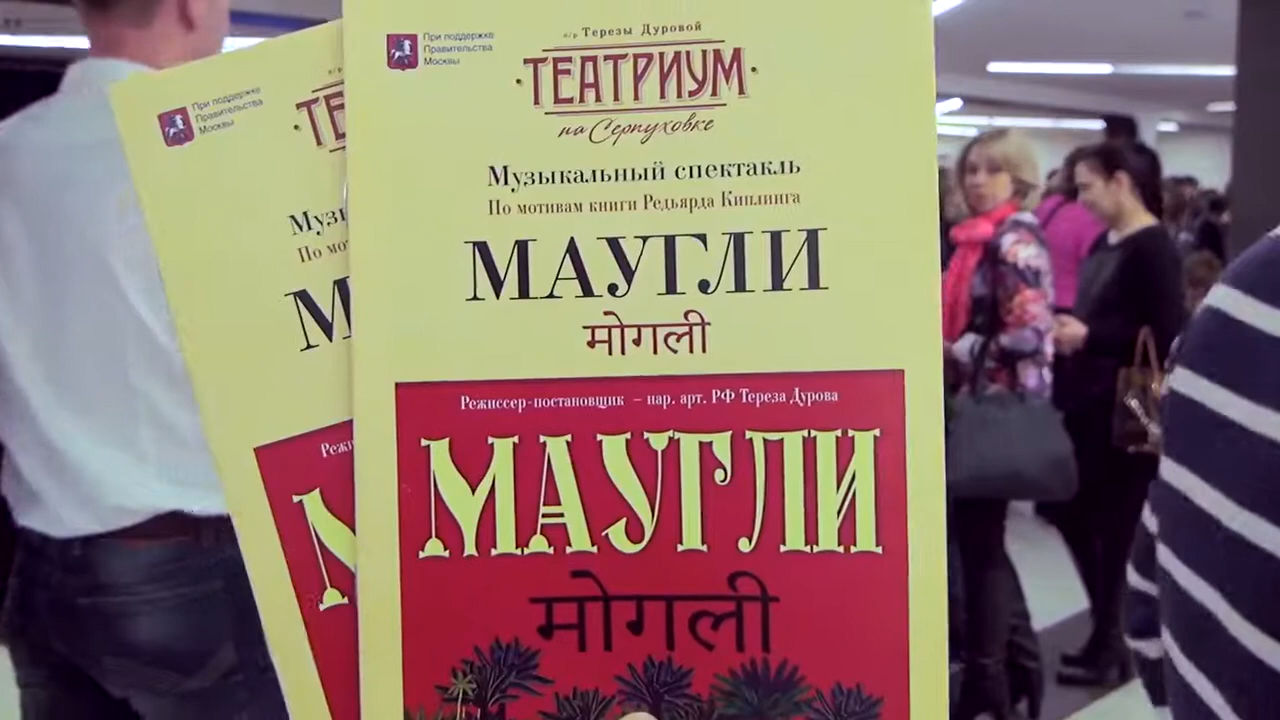 При поддержке
Правительства
Москвы
п/р Терезы Дуровой
ТЕАТРИУМ
на Серпуховке
Музыкальный спектакль
По мотивам книги Редьярда Киплинга
МАУГЛИ
मोगली
Режиссер-постановщик – нар. арт. РФ Тереза Дурова
МАУГЛИ
मोगली
При поддержке
Правительства
Москвы